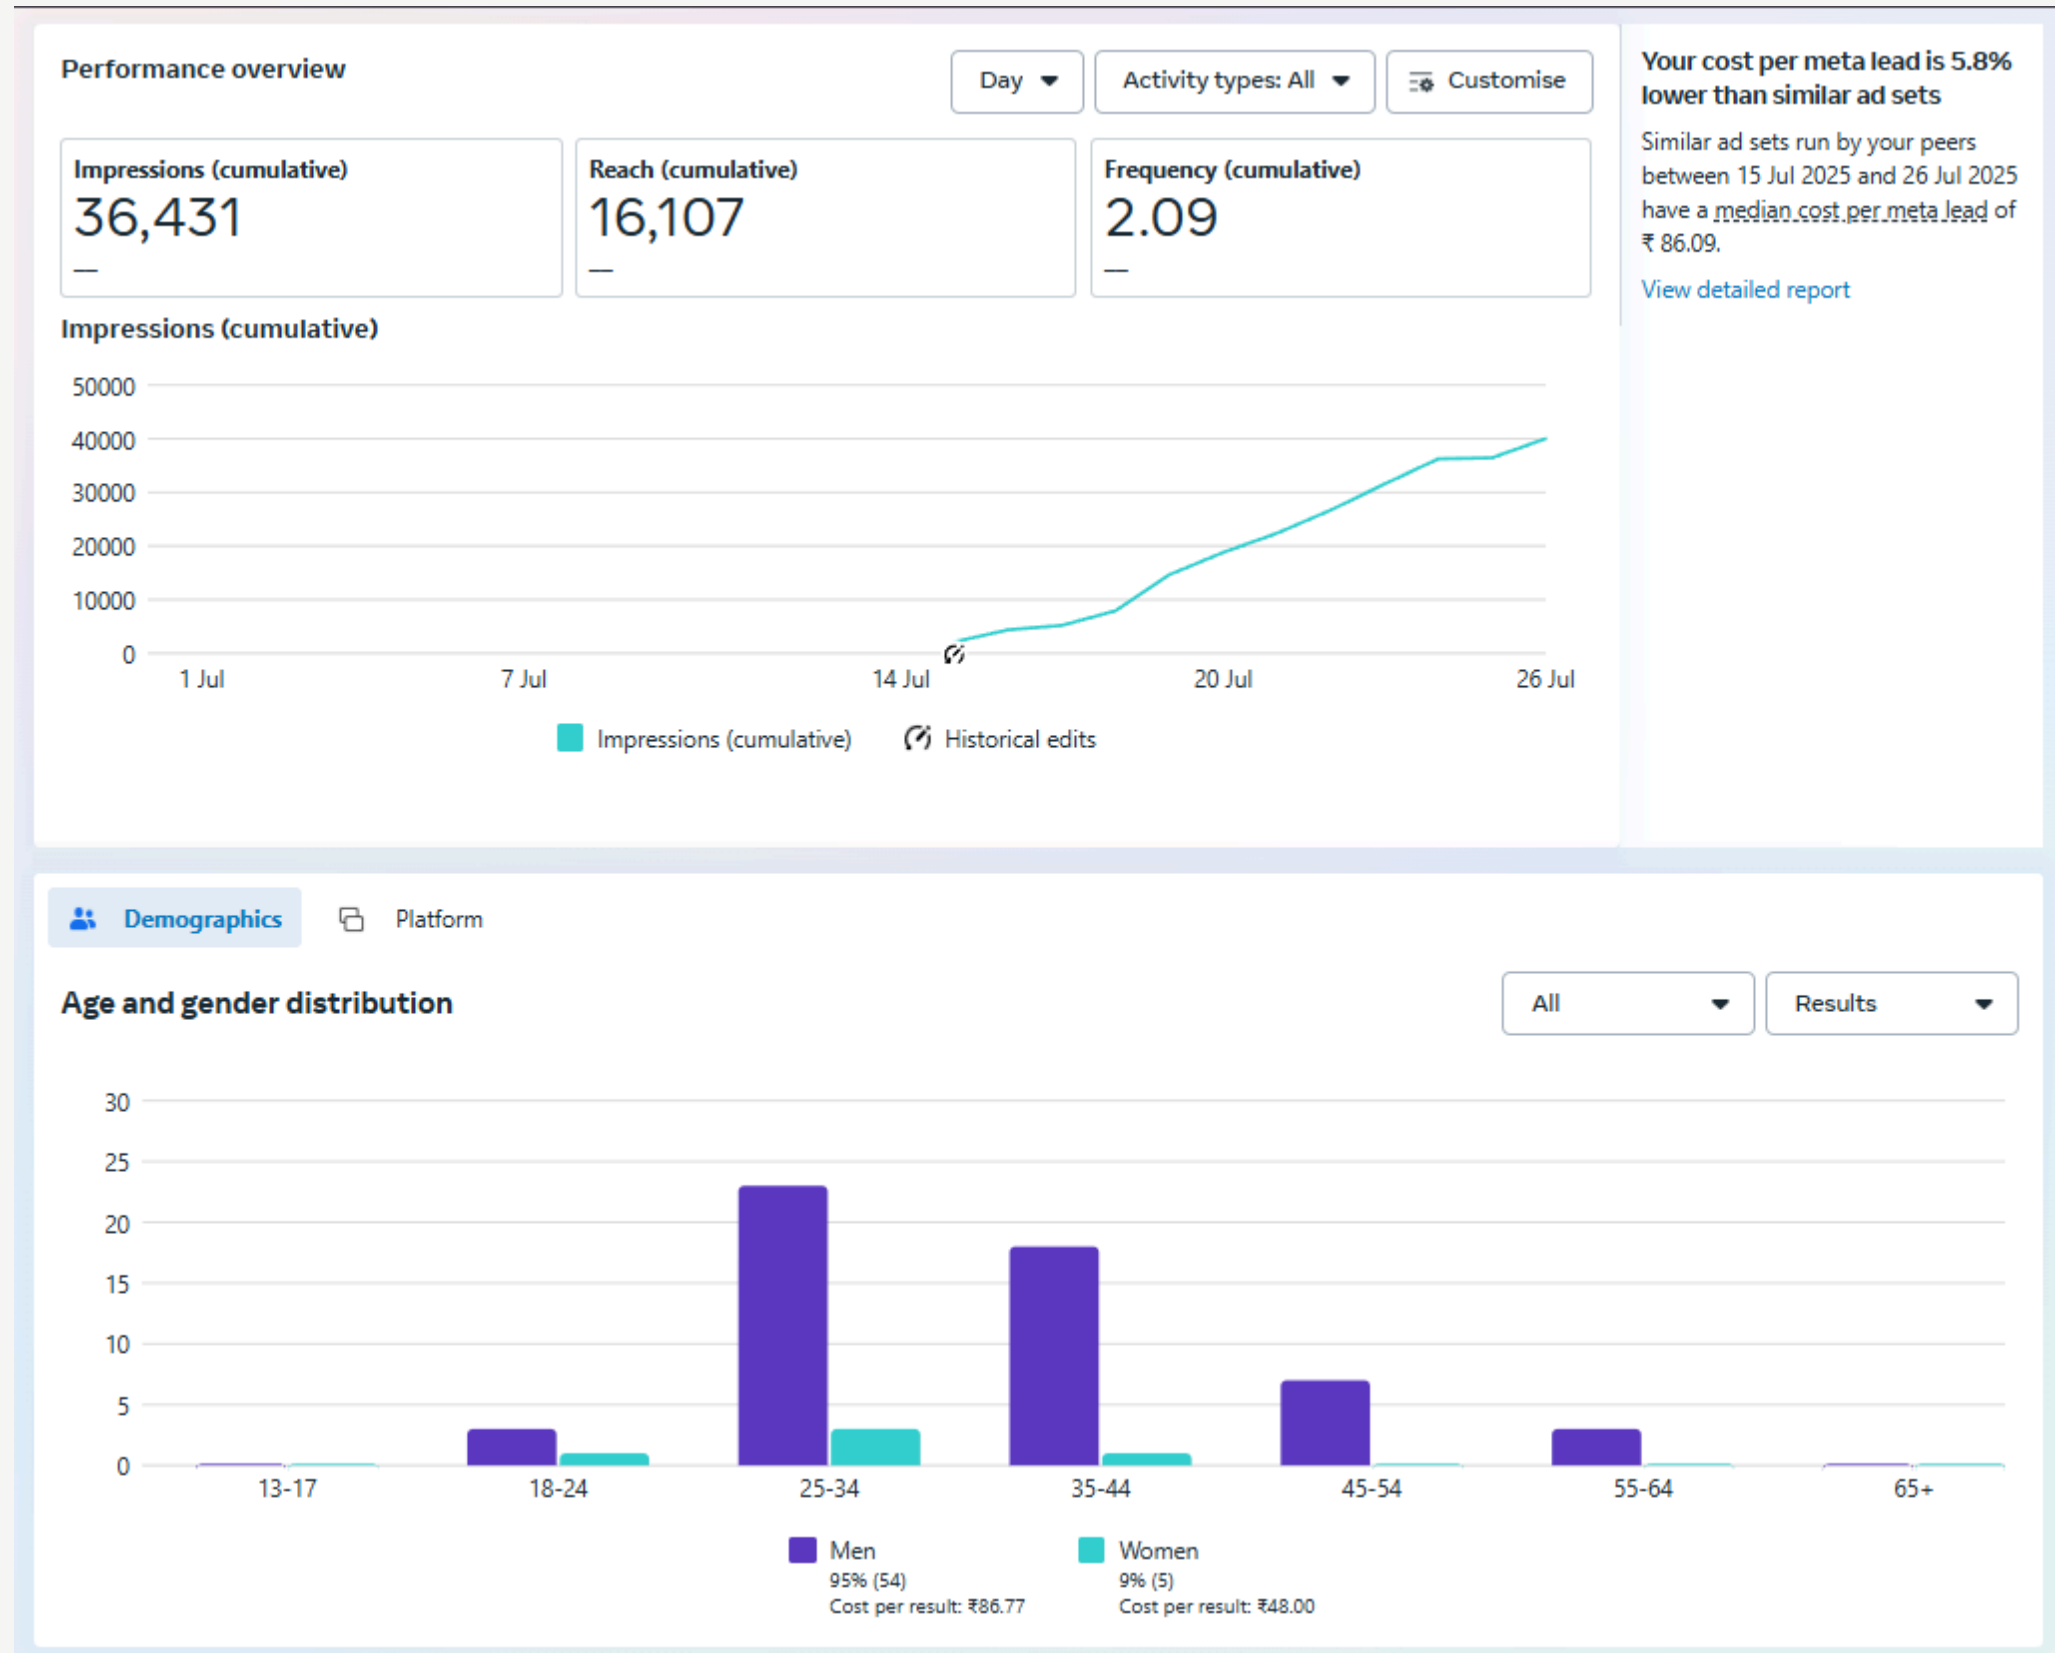 Performance overview
Day
Activity types: All
Customise
Impressions (cumulative)
36,431
—
Reach (cumulative)
16,107
—
Frequency (cumulative)
2.09
—
Impressions (cumulative)
50000
40000
30000
20000
10000
0
1 Jul
7 Jul
14 Jul
20 Jul
26 Jul
Impressions (cumulative)
Historical edits
Your cost per meta lead is 5.8%
lower than similar ad sets
Similar ad sets run by your peers
between 15 Jul 2025 and 26 Jul 2025
have a median cost per meta lead of
₹ 86.09.
View detailed report
Demographics
Platform
Age and gender distribution
All
Results
30
25
20
15
10
5
0
13-17
18-24
25-34
35-44
45-54
55-64
65+
Men
95% (54)
Cost per result: ₹86.77
Women
9% (5)
Cost per result: ₹48.00